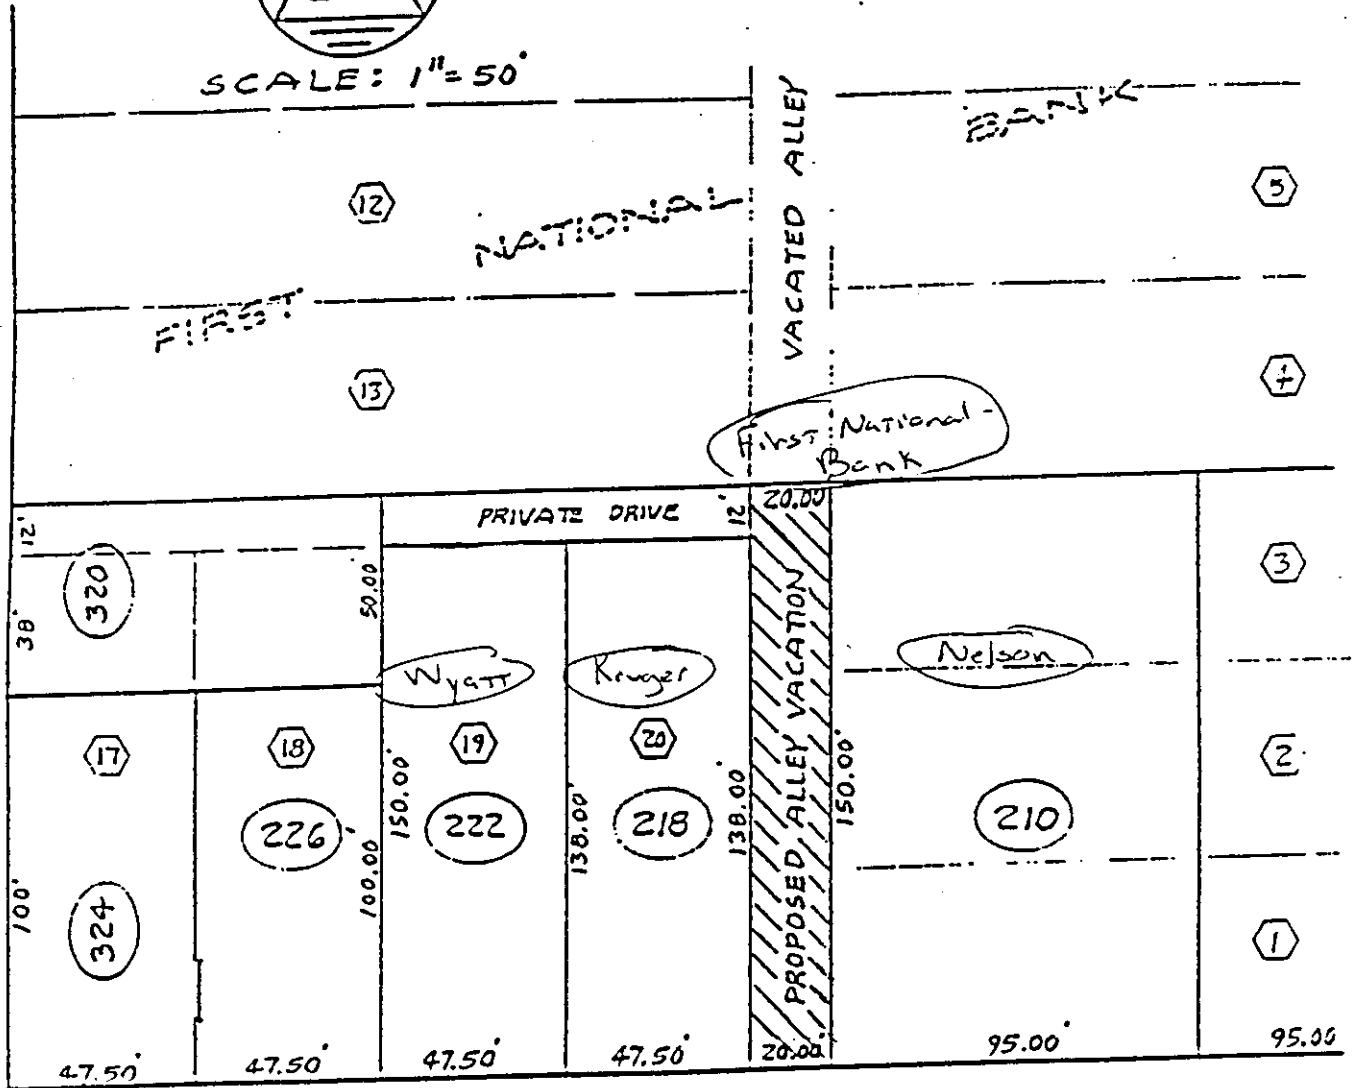 SCALE: 1"= 50'
BANK
VACATED ALLEY
12
NATIONAL
5
FIRST
13
4
First National -
Bank
12'
PRIVATE DRIVE
12'
20.00
320
3
38'
50.00
Wyatt
Kruger
Nelson
PROPOSED ALLEY VACATION
17
18
19
20
2
150.00'
138.00'
138.00'
150.00'
226
222
218
210
100'
100.00'
324
1
47.50'
47.50'
47.50'
47.50'
20.00'
95.00'
95.00